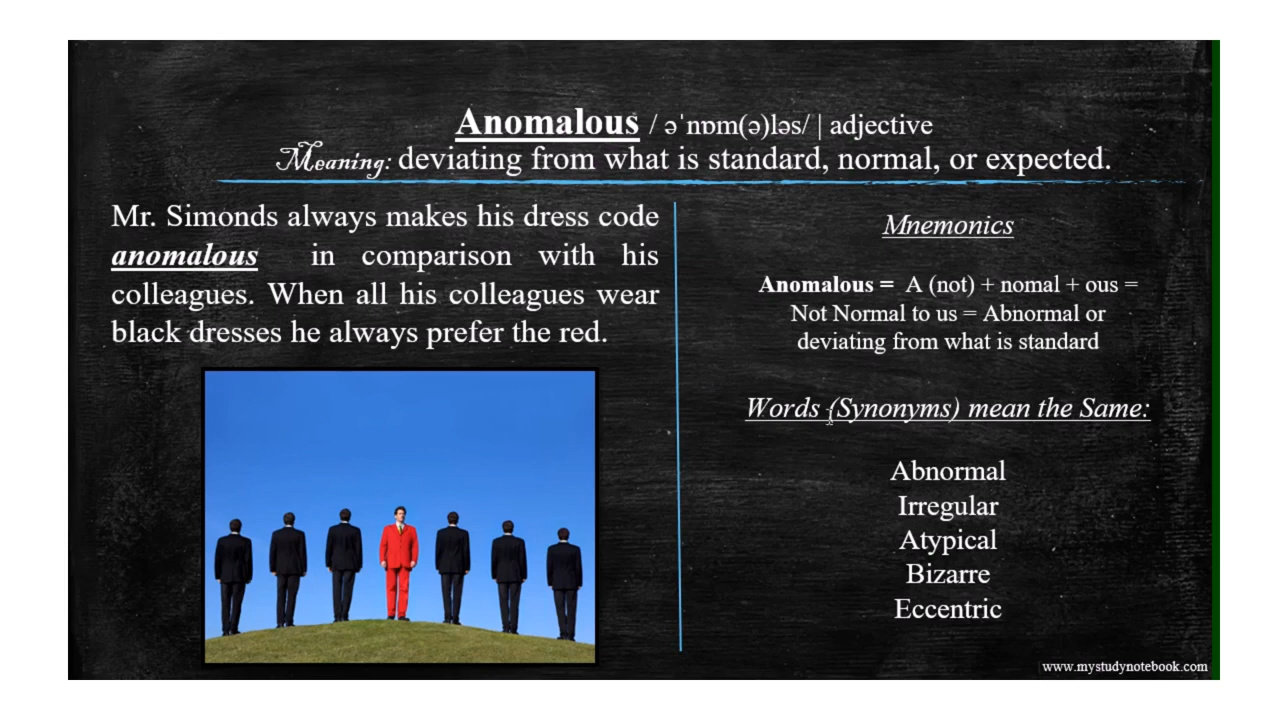 Anomalous / əˈnɒm(ə)ləs/ | adjective
Meaning: deviating from what is standard, normal, or expected.
Mr. Simonds always makes his dress code
anomalous in comparison with his
colleagues. When all his colleagues wear
black dresses he always prefer the red.
Mnemonics
Anomalous = A (not) + nomal + ous =
Not Normal to us = Abnormal or
deviating from what is standard
Words (Synonyms) mean the Same:
Abnormal
Irregular
Atypical
Bizarre
Eccentric
www.mystudynotebook.com